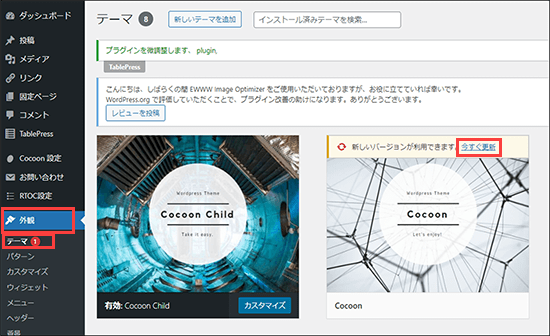 ダッシュボード
投稿
メディア
リンク
固定ページ
コメント
TablePress
Cocoon 設定
お問い合わせ
RTOC設定
外観
テーマ 1
パターン
カスタマイズ
ウィジェット
メニュー
ヘッダー
背景
テーマ 8 新しいテーマを追加 インストール済みテーマを検索...
プラグインを微調整します、 plugin,
TablePress
こんにちは、しばらくの間 EWWW Image Optimizer をご使用いただいておりますが、お役に立てていれば幸いです。
WordPress.org で評価していただくことで、プラグイン改善の助けになります。ありがとうございます。
レビューを投稿
Wordpress Theme
Cocoon Child
Take it easy.
有効: Cocoon Child カスタマイズ
新しいバージョンが利用できます。今すぐ更新
Wordpress Theme
Cocoon
Let's enjoy!
Cocoon